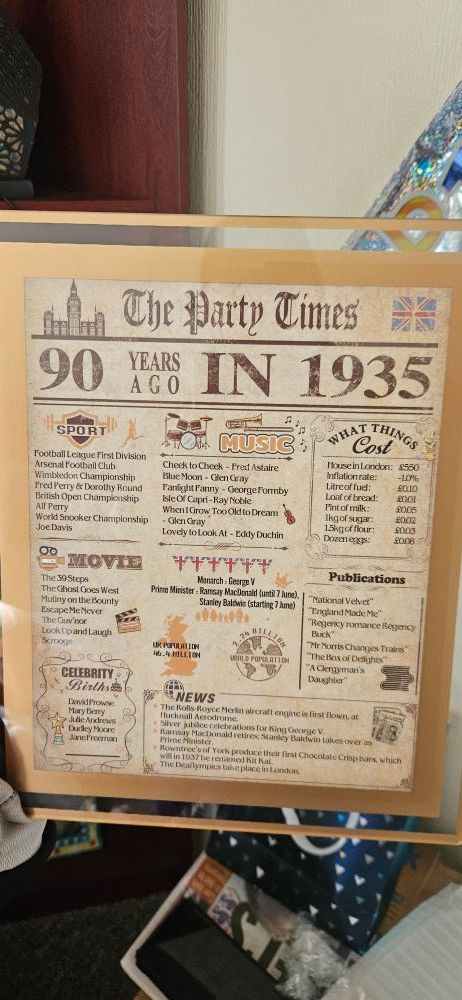 The Party Times
90 YEARS AGO IN 1935
SPORT
Football League First Division
Arsenal Football Club
Wimbledon Championship
Fred Perry & Dorothy Round
British Open Championship
Alf Perry
World Snooker Championship
Joe Davis
MUSIC
Cheek to Cheek - Fred Astaire
Blue Moon - Glen Gray
Fanlight Fanny - George Formby
Isle Of Capri - Ray Noble
When I Grow Too Old to Dream
- Glen Gray
Lovely to Look At - Eddy Duchin
WHAT THINGS
Cost
House in London: £550
Inflation rate: -1.0%
Litre of fuel: £0.10
Loaf of bread: £0.01
Pint of milk: £0.05
1kg of sugar: £0.02
1.5kg of flour: £0.03
Dozen eggs: £0.08
MOVIE
The 39 Steps
The Ghost Goes West
Mutiny on the Bounty
Escape Me Never
The Guv'nor
Look Up and Laugh
Scrooge
Monarch : George V
Prime Minister : Ramsay MacDonald (until 7 June),
Stanley Baldwin (starting 7 June)
UK POPULATION
46.4 MILLION
2.34 BILLION
WORLD POPULATION
Publications
"National Velvet"
"England Made Me"
"Regency romance Regency
Buck"
"Mr Norris Changes Trains"
"The Box of Delights"
"A Clergyman's
Daughter"
CELEBRITY
Births
David Prowse
Mary Berry
Julie Andrews
Dudley Moore
Jane Freeman
NEWS
The Rolls-Royce Merlin aircraft engine is first flown, at
Hucknall Aerodrome.
Silver jubilee celebrations for King George V.
Ramsay MacDonald retires; Stanley Baldwin takes over as
Prime Minister.
Rowntree's of York produce their first Chocolate Crisp bars, which
will in 1937 be renamed Kit Kat.
The Deaflympics take place in London.